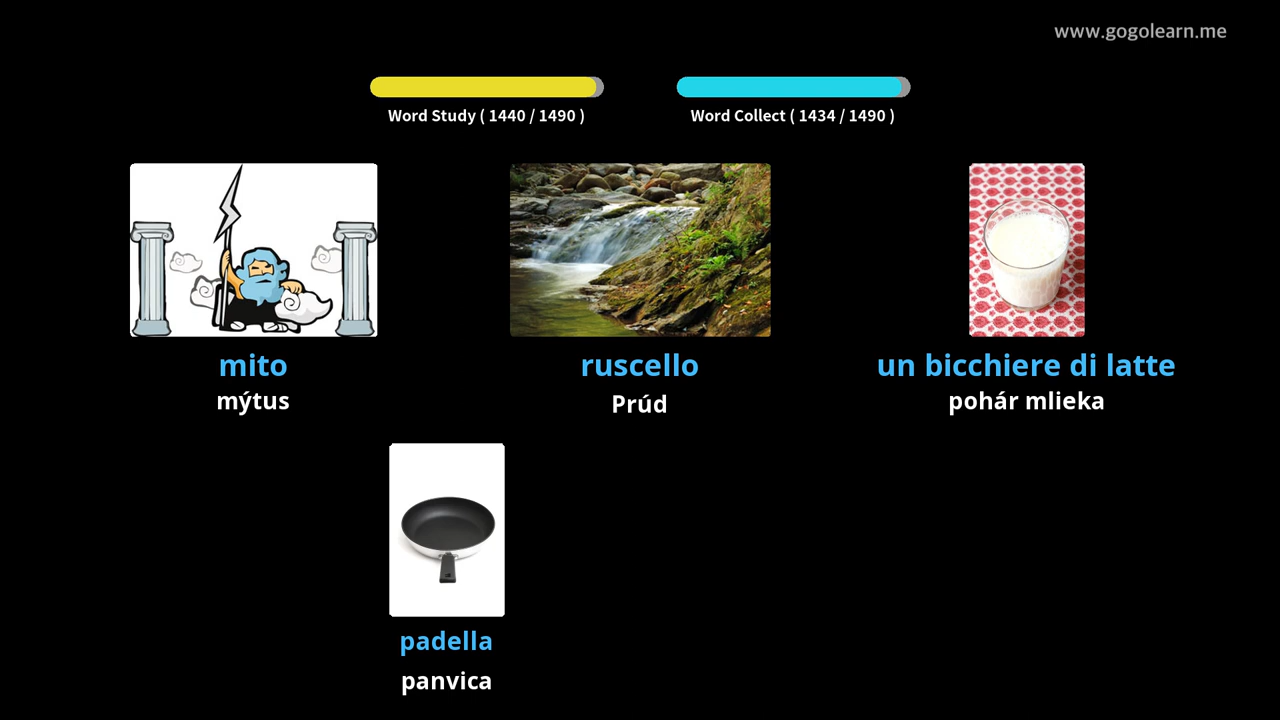 www.gogolearn.me
Word Study ( 1440 / 1490 )
Word Collect ( 1434 / 1490 )
mito
mýtus
ruscello
Prúd
un bicchiere di latte
pohár mlieka
padella
panvica